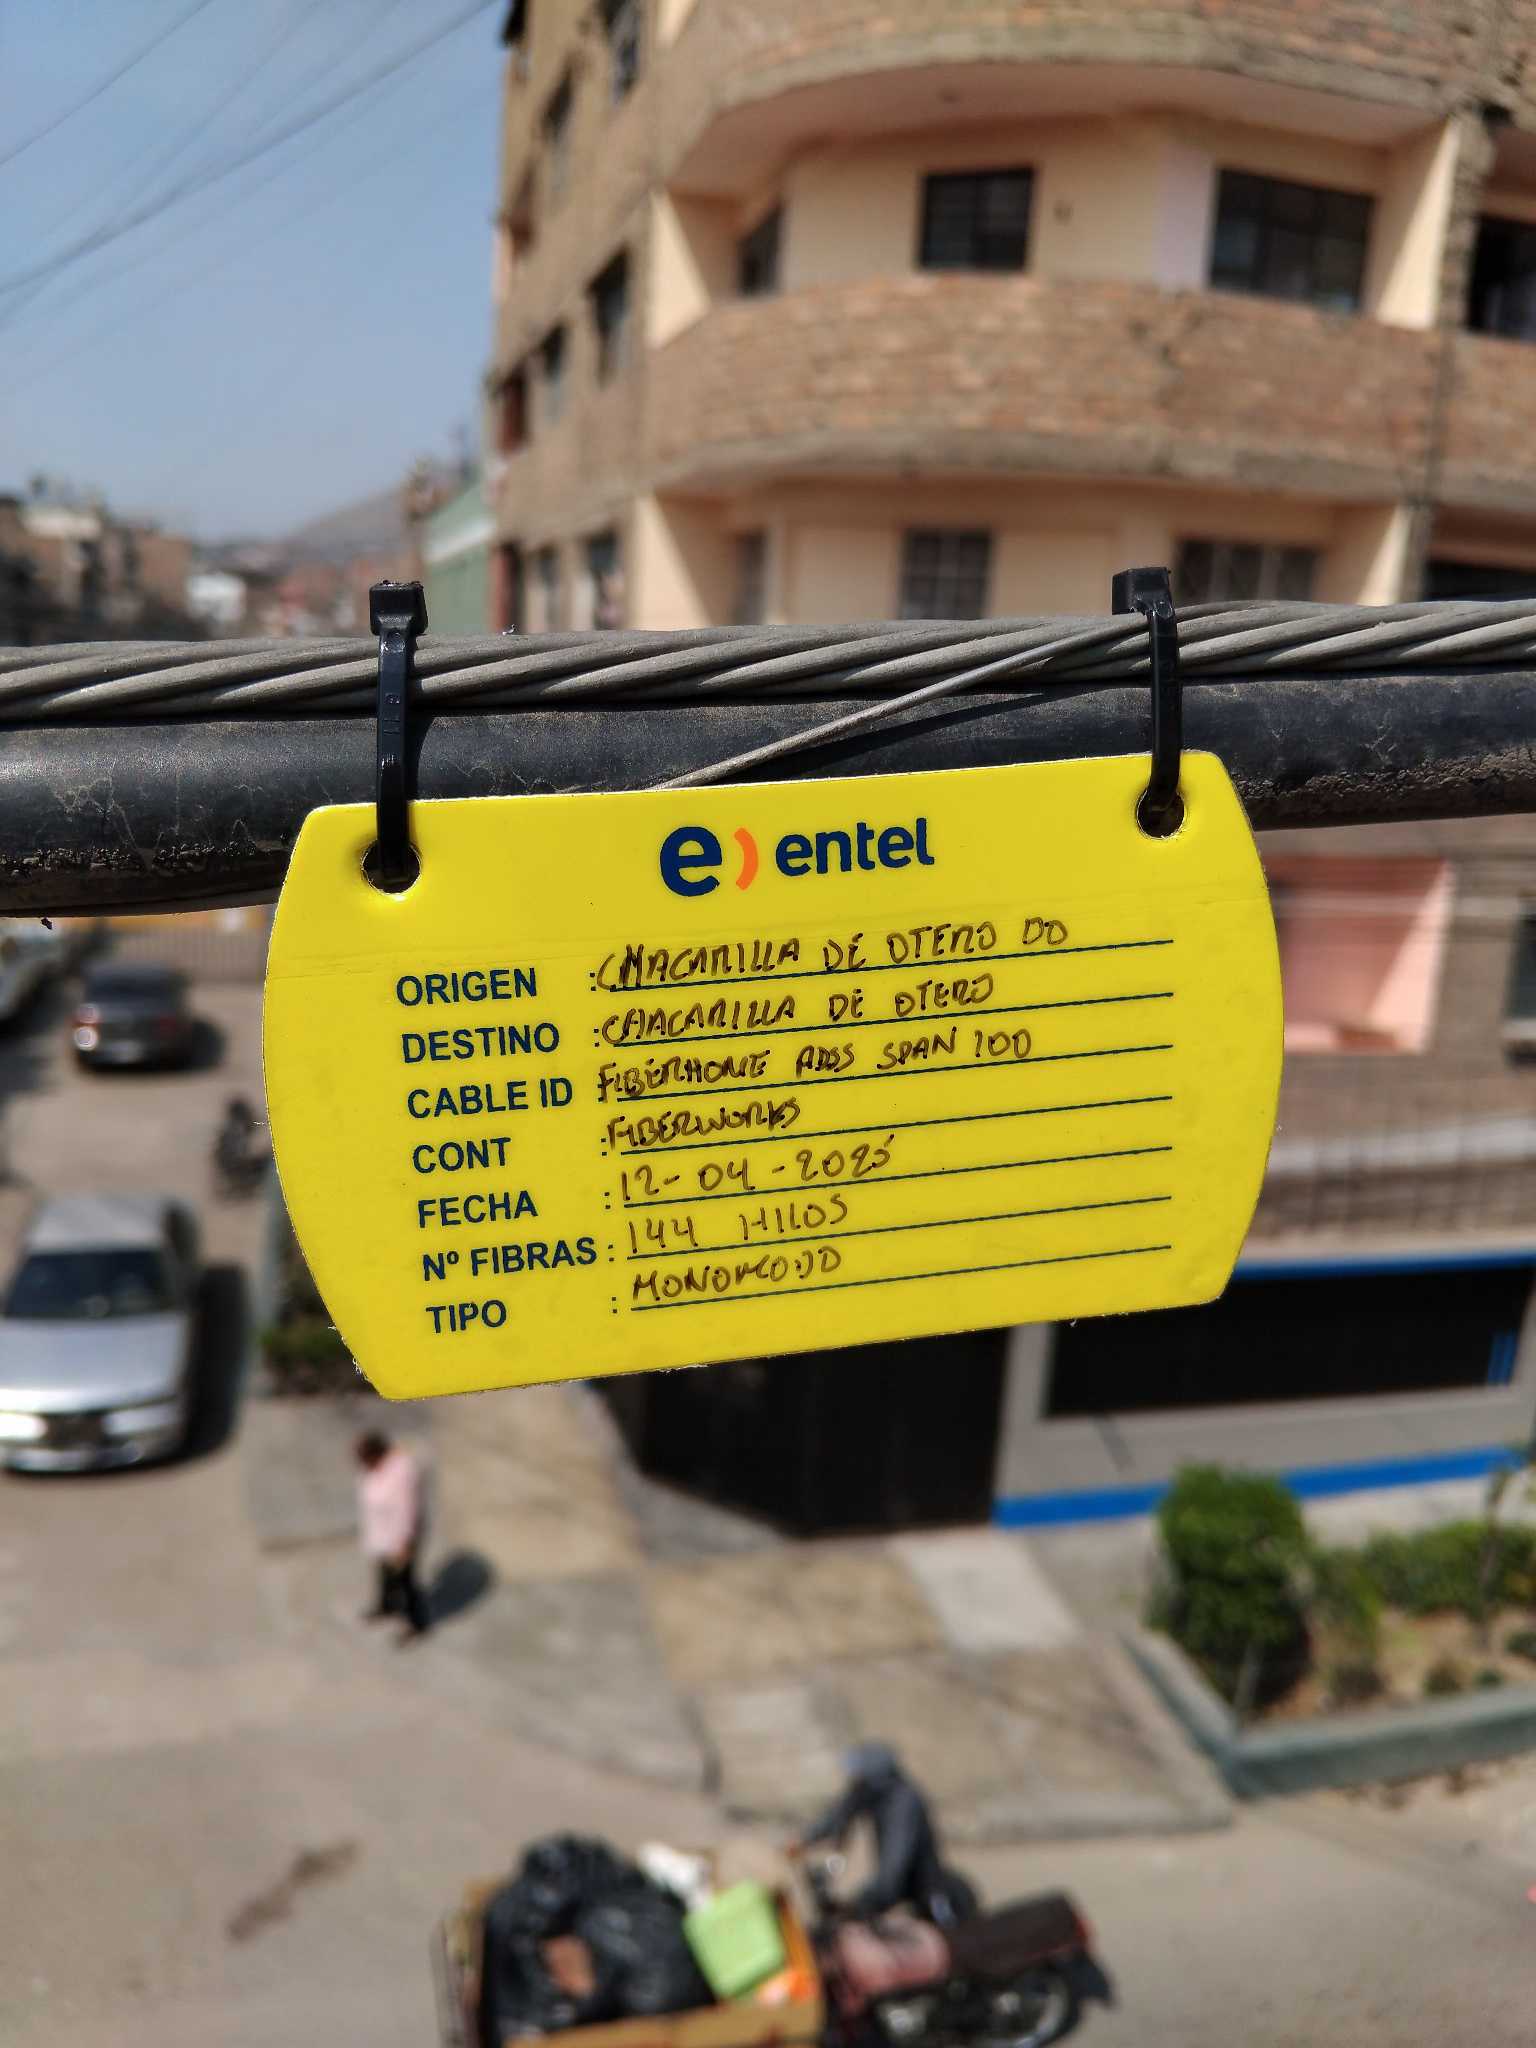 e) entel
ORIGEN : CHACARILLA DE OTERO DO
DESTINO : CHACARILLA DE OTERO
CABLE ID FIBERHOME ADSS SPAN 100
CONT : FIBERWORKS
FECHA : 12-04-2025
Nº FIBRAS : 144 HILOS
TIPO : MONOMODO